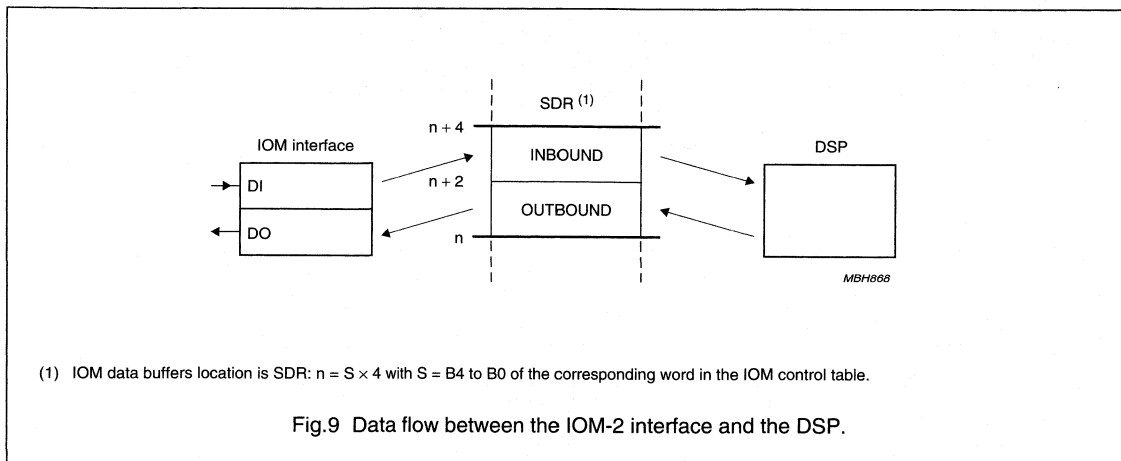 SDR (1)
n + 4
IOM interface
INBOUND
DSP
DI
n + 2
OUTBOUND
DO
n
MBH868
(1) IOM data buffers location is SDR: n = S × 4 with S = B4 to B0 of the corresponding word in the IOM control table.
Fig.9 Data flow between the IOM-2 interface and the DSP.